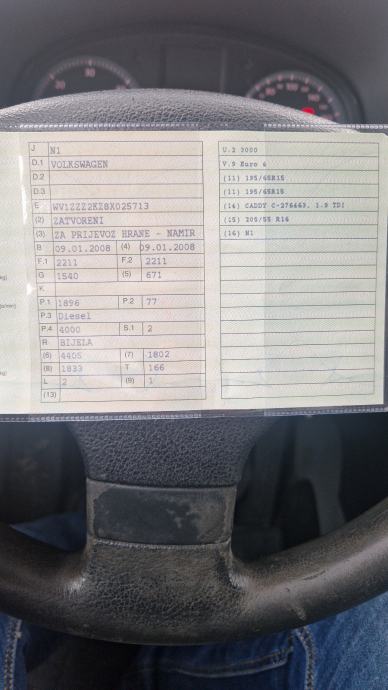 J N1
D.1 VOLKSWAGEN
D.2
D.3
E WV1ZZZ2KZ8X025713
(2) ZATVORENI
(3) ZA PRIJEVOZ HRANE - NAMIR
B 09.01.2008 (4) 09.01.2008
F.1 2211 F.2 2211
G 1540 (5) 671
K
P.1 1896 P.2 77
P.3 Diesel
P.4 4000 S.1 2
R BIJELA
(6) 4405 (7) 1802
(8) 1833 T 166
L 2 (9) 1
(13)
U.2 3000
V.9 Euro 4
(11) 195/65R15
(11) 195/65R15
(14) CADDY C-276663, 1.9 TDI
(15) 205/55 R16
(16) N1